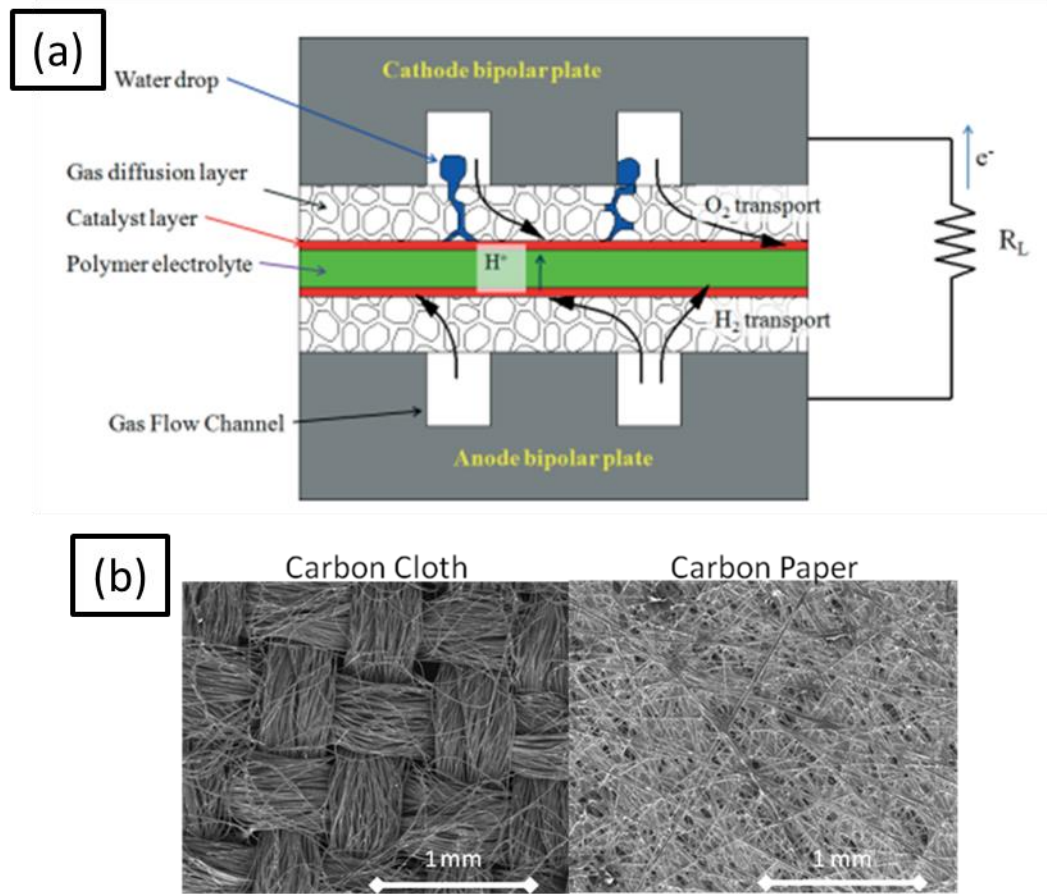 (a)
Cathode bipolar plate
Water drop
e-
Gas diffusion layer
O₂ transport
Catalyst layer
Polymer electrolyte
H⁺
R_L
H₂ transport
Gas Flow Channel
Anode bipolar plate
(b)
Carbon Cloth
Carbon Paper
1 mm
1 mm